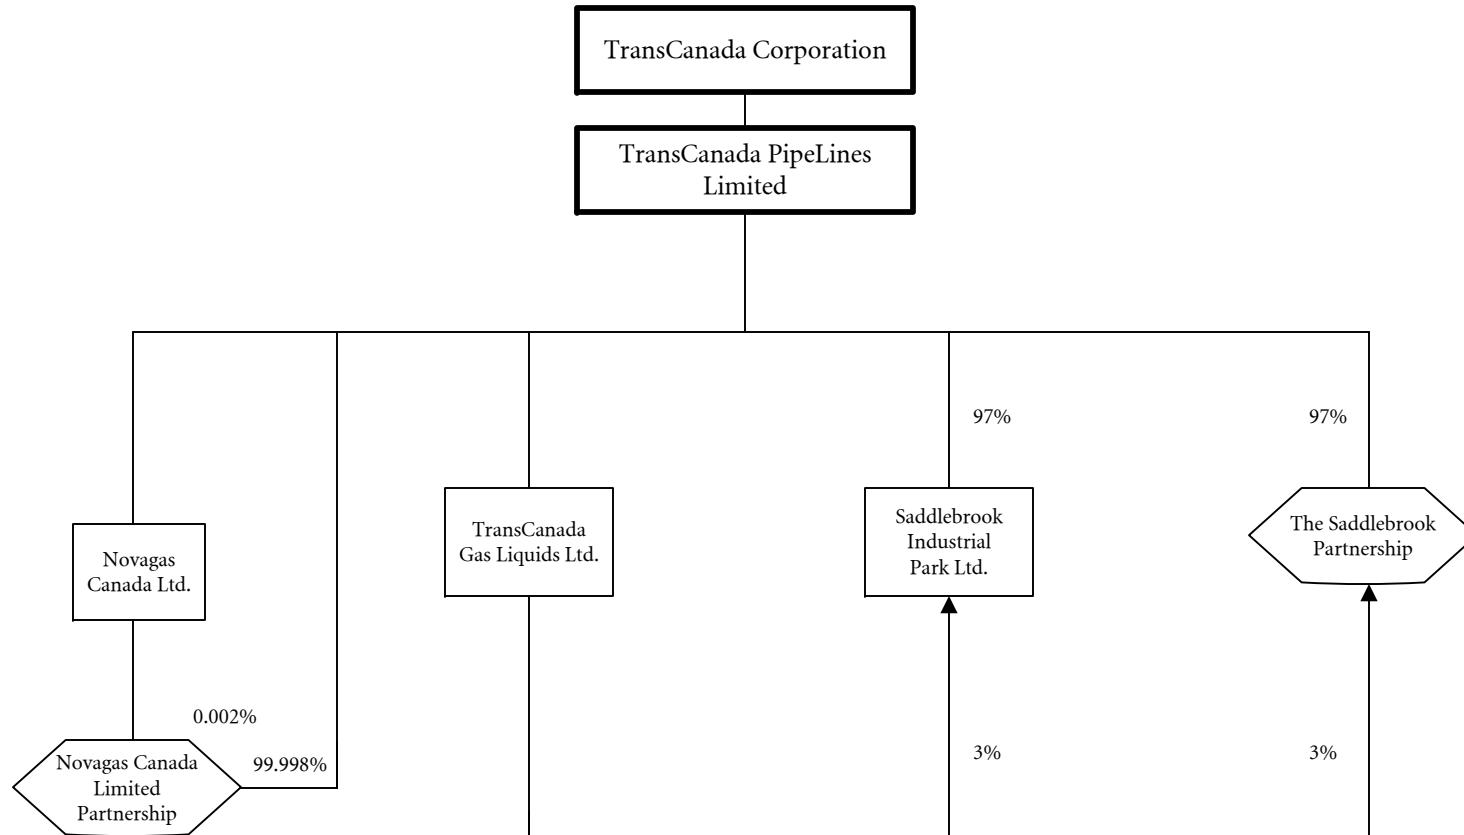 TransCanada Corporation
TransCanada PipeLines
Limited
97%
97%
Novagas
Canada Ltd.
TransCanada
Gas Liquids Ltd.
Saddlebrook
Industrial
Park Ltd.
The Saddlebrook
Partnership
0.002%
99.998%
Novagas Canada
Limited
Partnership
3%
3%